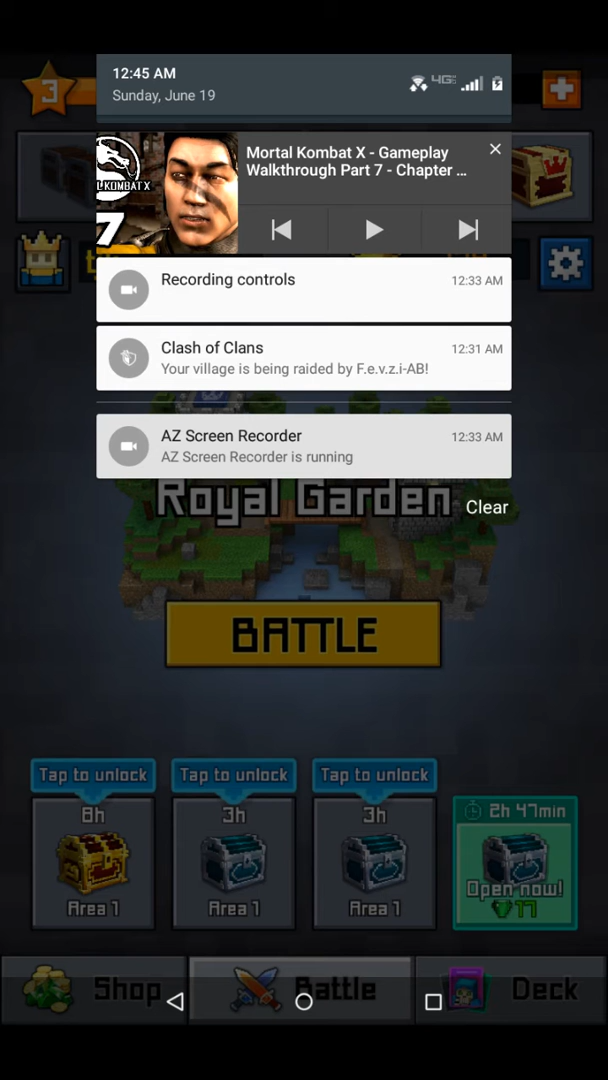 12:45 AM
Sunday, June 19
4G
3
Mortal Kombat X - Gameplay
Walkthrough Part 7 - Chapter ...
L KOMBAT X
7
Recording controls
12:33 AM
Clash of Clans
12:31 AM
Your village is being raided by F.e.v.z.i-AB!
AZ Screen Recorder
12:33 AM
AZ Screen Recorder is running
Royal Garden
Clear
BATTLE
Tap to unlock
Tap to unlock
Tap to unlock
8h
3h
3h
2h 47min
Open now!
Area 1
Area 1
Area 1
11
Shop
Battle
Deck